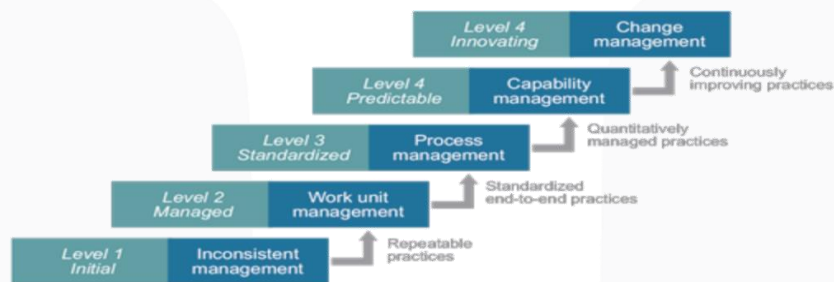 Level 4
Innovating
Change
management
Continuously
improving practices
Level 4
Predictable
Capability
management
Quantitatively
managed practices
Level 3
Standardized
Process
management
Standardized
end-to-end practices
Level 2
Managed
Work unit
management
Repeatable
practices
Level 1
Initial
Inconsistent
management